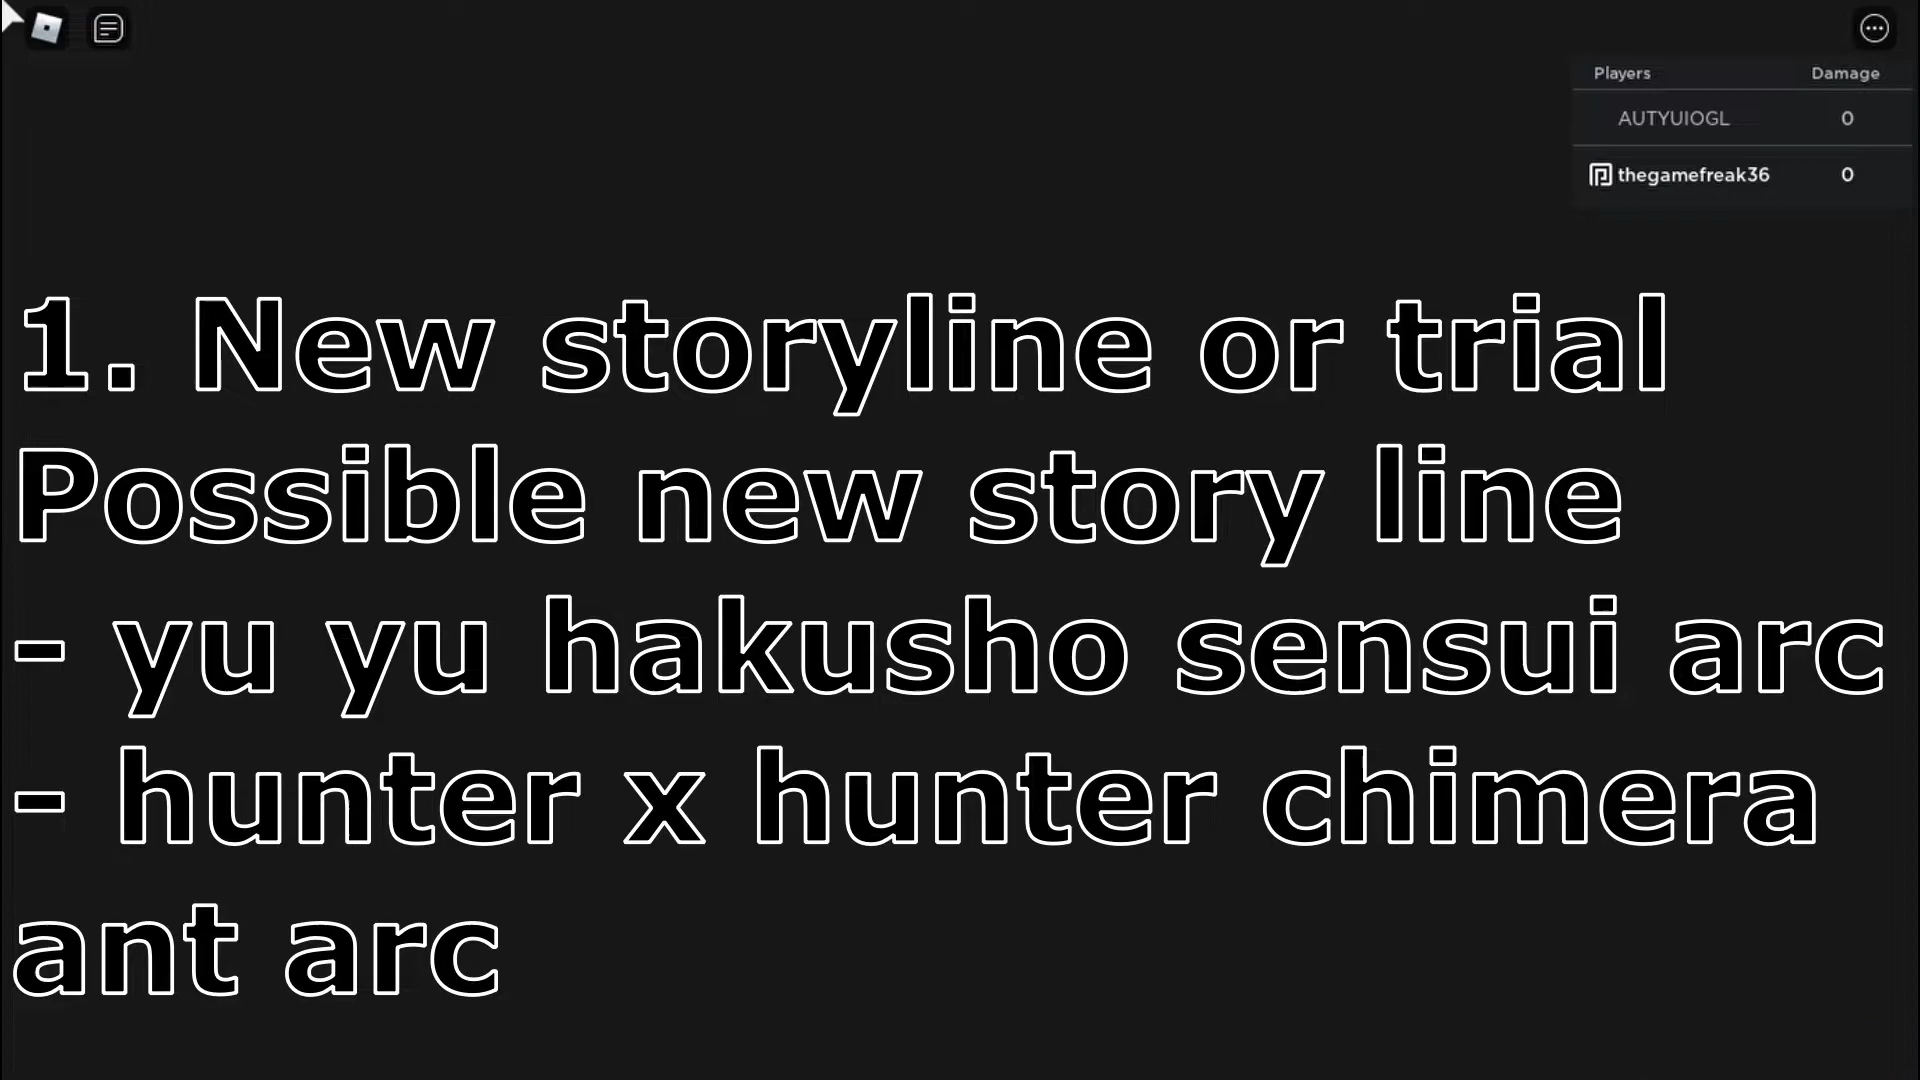 Players Damage
AUTYUIOGL 0
thegamefreak36 0
1. New storyline or trial
Possible new story line
- yu yu hakusho sensui arc
- hunter x hunter chimera
ant arc